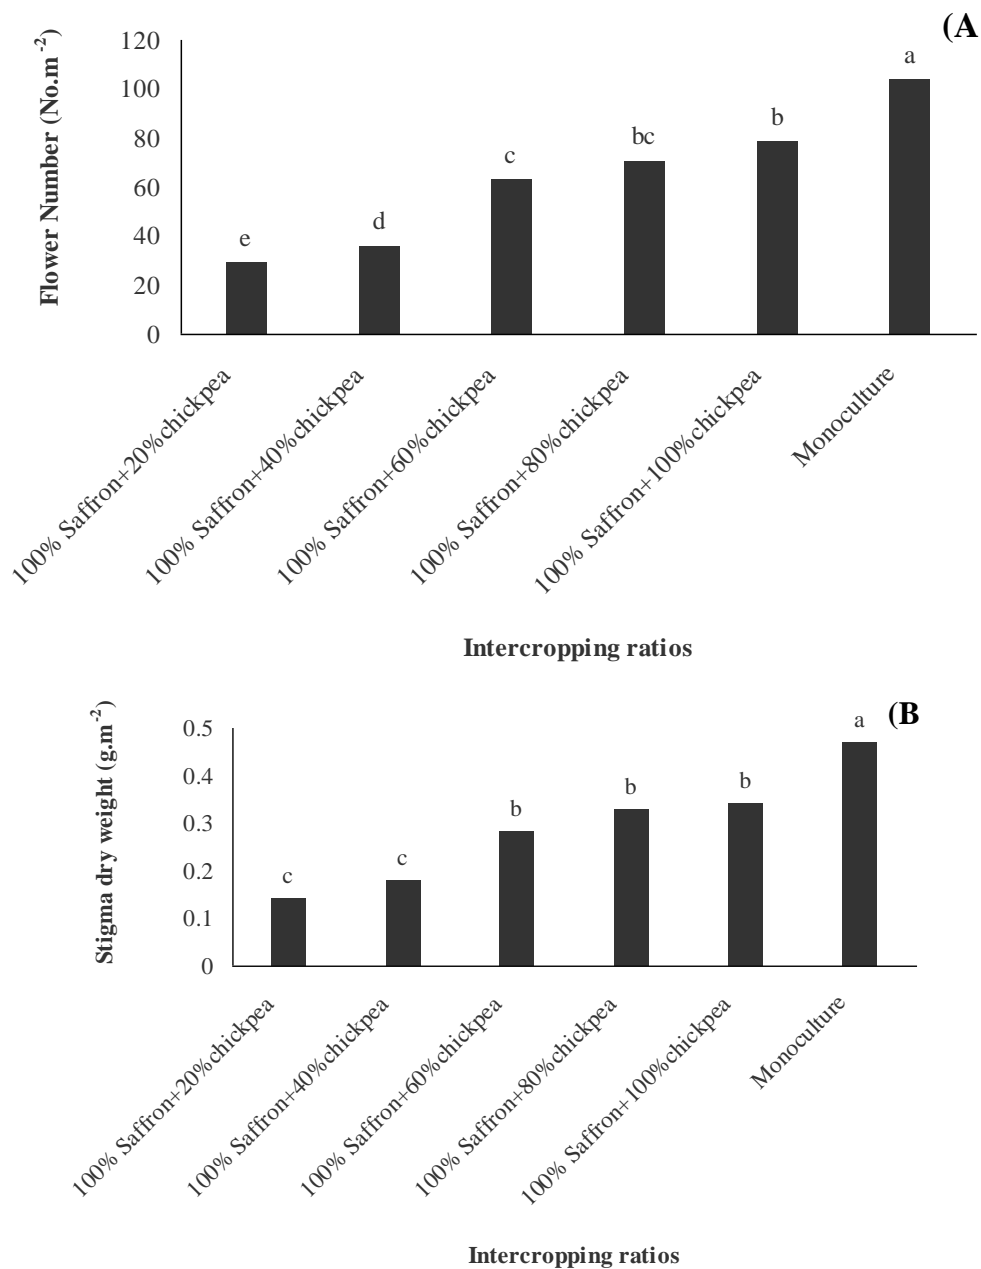 (A
Flower Number (No.m-2)
120
100
80
60
40
20
0
e
d
c
bc
b
a
100% Saffron+20%chickpea
100% Saffron+40%chickpea
100% Saffron+60%chickpea
100% Saffron+80%chickpea
100% Saffron+100%chickpea
Monoculture
Intercropping ratios
(B
Stigma dry weight (g.m-2)
0.5
0.4
0.3
0.2
0.1
0
c
c
b
b
b
a
100% Saffron+20%chickpea
100% Saffron+40%chickpea
100% Saffron+60%chickpea
100% Saffron+80%chickpea
100% Saffron+100%chickpea
Monoculture
Intercropping ratios